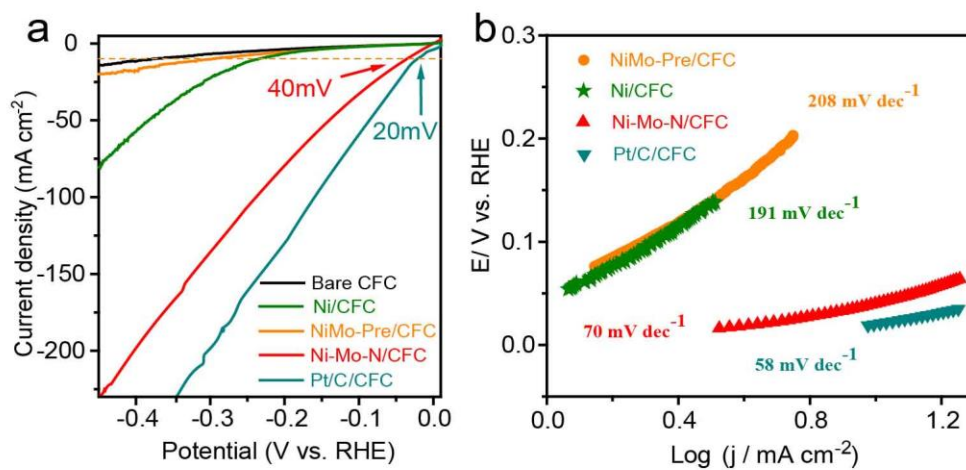 a
0
-50
-100
-150
-200
Current density (mA cm-2)
40mV
20mV
Bare CFC
Ni/CFC
NiMo-Pre/CFC
Ni-Mo-N/CFC
Pt/C/CFC
-0.4
-0.3
-0.2
-0.1
0.0
Potential (V vs. RHE)
b
0.3
0.2
0.1
0.0
E/ V vs. RHE
NiMo-Pre/CFC
Ni/CFC
Ni-Mo-N/CFC
Pt/C/CFC
208 mV dec-1
191 mV dec-1
70 mV dec-1
58 mV dec-1
0.0
0.4
0.8
1.2
Log (j / mA cm-2)